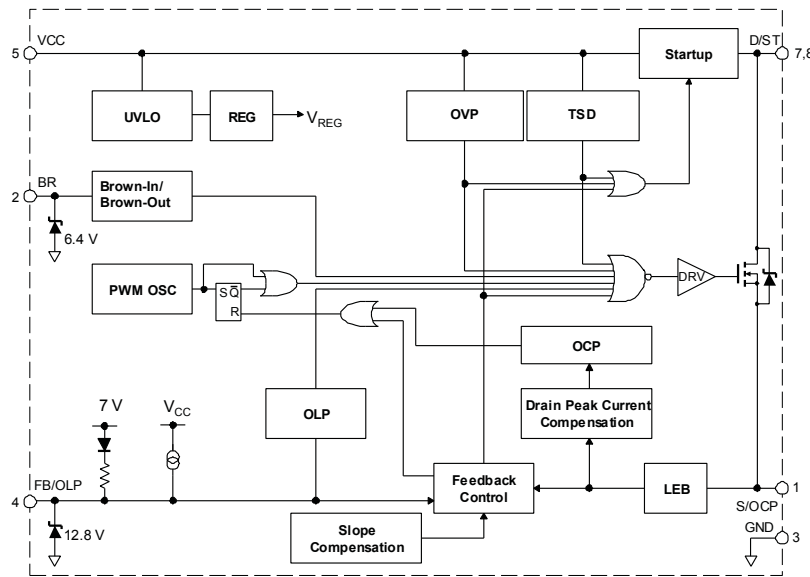 5
VCC
Startup
D/ST
7,8
UVLO
REG
VREG
OVP
TSD
2
BR
Brown-In/
Brown-Out
6.4 V
PWM OSC
S Q̅
R
DRV
OCP
7 V
VCC
OLP
Drain Peak Current
Compensation
4
FB/OLP
12.8 V
Feedback
Control
LEB
1
S/OCP
Slope
Compensation
GND
3